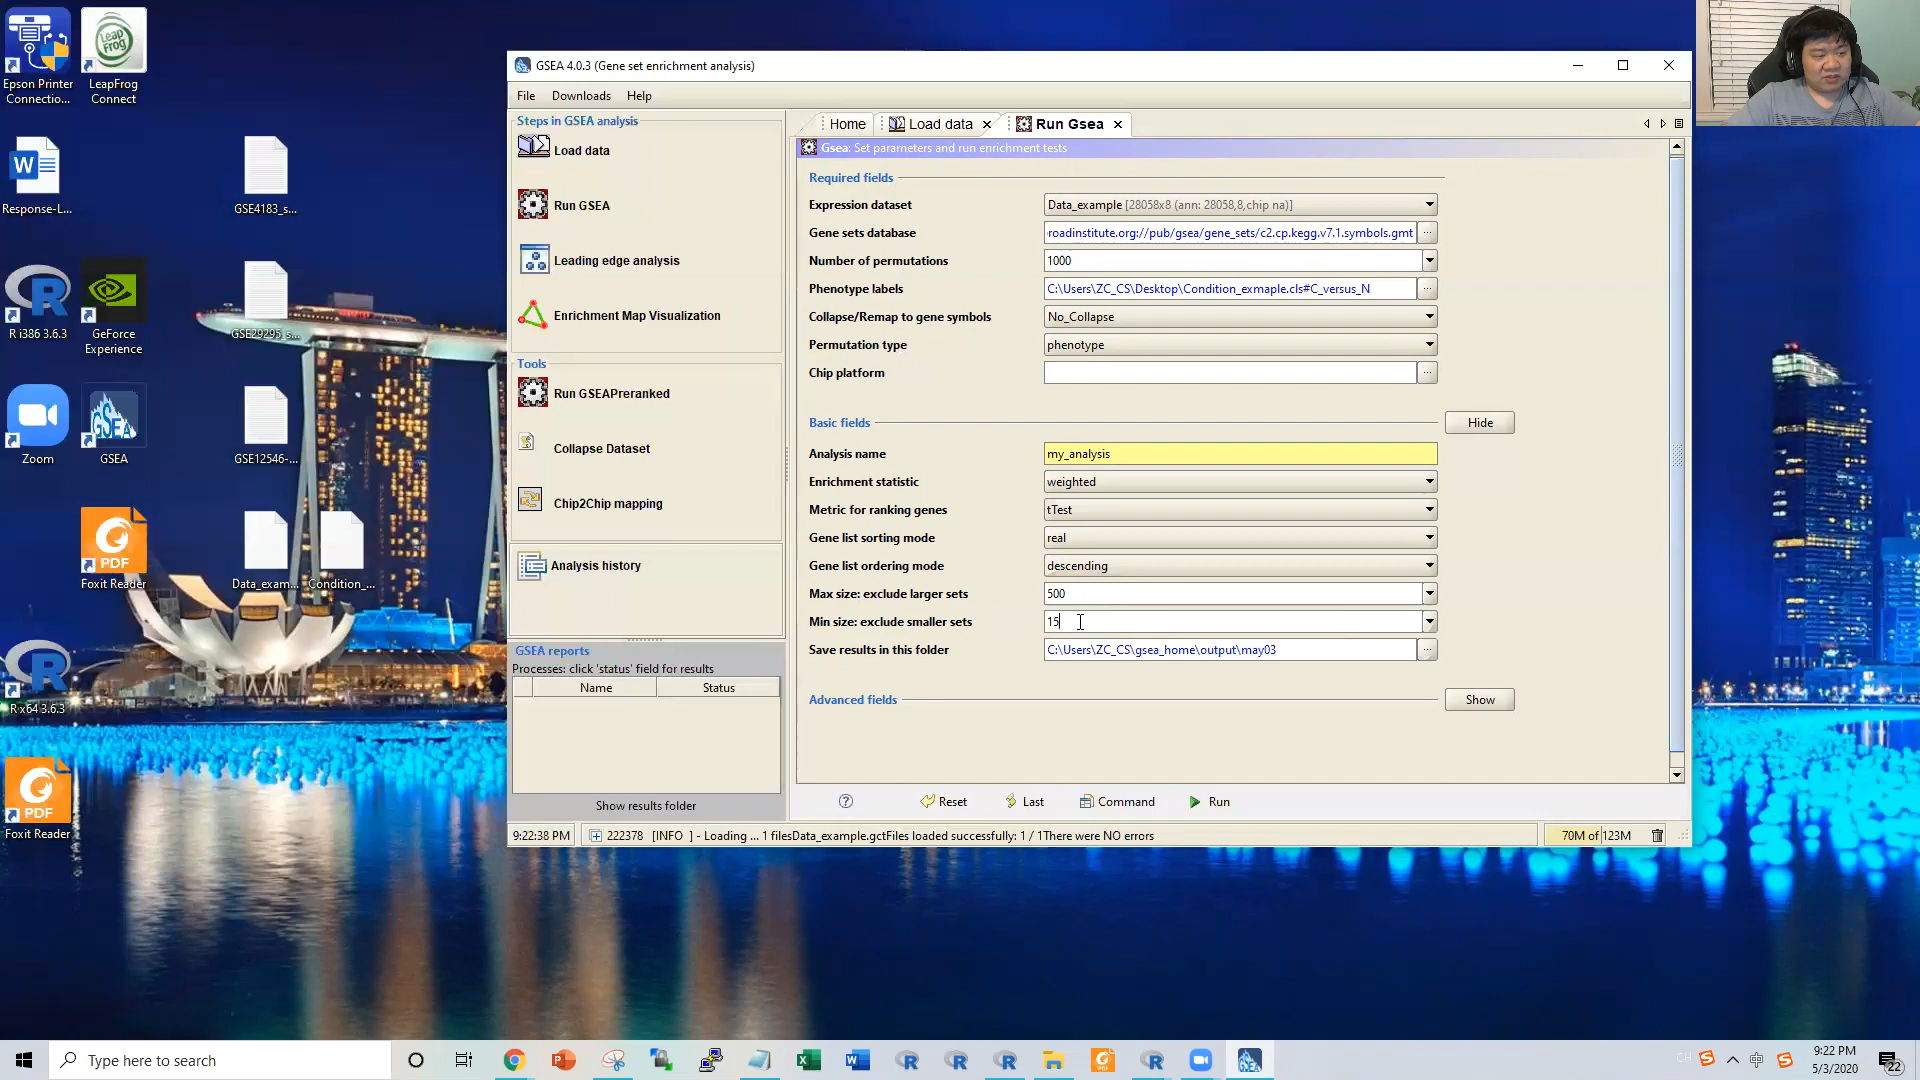 Epson Printer Connectio...
LeapFrog Connect
Response-L...
GSE4183_s...
R i386 3.6.3
GeForce Experience
GSE29295_s...
Zoom
GSEA
GSE12546-...
Foxit Reader
Data_exam...
Condition_...
R x64 3.6.3
Foxit Reader
GSEA 4.0.3 (Gene set enrichment analysis)
File Downloads Help
Steps in GSEA analysis
Load data
Run GSEA
Leading edge analysis
Enrichment Map Visualization
Tools
Run GSEAPreranked
Collapse Dataset
Chip2Chip mapping
Analysis history
GSEA reports
Processes: click 'status' field for results
Name Status
Show results folder
Home Load data Run Gsea
Gsea: Set parameters and run enrichment tests
Required fields
Expression dataset Data_example [28058x8 (ann: 28058,8,chip na)]
Gene sets database roadinstitute.org://pub/gsea/gene_sets/c2.cp.kegg.v7.1.symbols.gmt
Number of permutations 1000
Phenotype labels C:\Users\ZC_CS\Desktop\Condition_exmaple.cls#C_versus_N
Collapse/Remap to gene symbols No_Collapse
Permutation type phenotype
Chip platform
Basic fields Hide
Analysis name my_analysis
Enrichment statistic weighted
Metric for ranking genes tTest
Gene list sorting mode real
Gene list ordering mode descending
Max size: exclude larger sets 500
Min size: exclude smaller sets 15
Save results in this folder C:\Users\ZC_CS\gsea_home\output\may03
Advanced fields Show
Reset Last Command Run
9:22:38 PM 222378 [INFO ] - Loading ... 1 filesData_example.gctFiles loaded successfully: 1 / 1There were NO errors 70M of 123M
Type here to search
CH 中 9:22 PM
5/3/2020
22